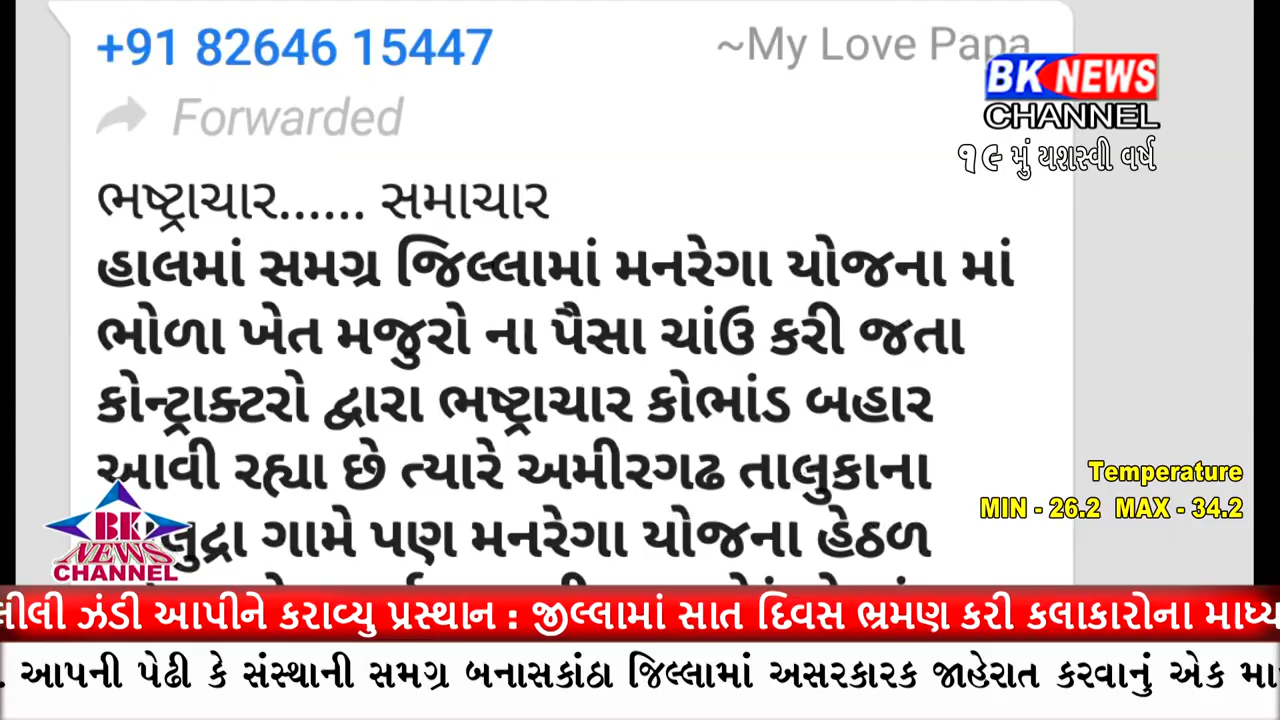 +91 82646 15447
~My Love Papa
BK NEWS
CHANNEL
૧૯ મું યશસ્વી વર્ષ
Forwarded
ભષ્ટ્રાચાર...... સમાચાર
હાલમાં સમગ્ર જિલ્લામાં મનરેગા યોજના માં
ભોળા ખેત મજુરો ના પૈસા ચાંઉ કરી જતા
કોન્ટ્રાક્ટરો દ્વારા ભષ્ટ્રાચાર કોભાંડ બહાર
આવી રહ્યા છે ત્યારે અમીરગઢ તાલુકાના
ગામે પણ મનરેગા યોજના હેઠળ
Temperature
MIN - 26.2 MAX - 34.2
BK
NEWS
CHANNEL
લીલી ઝંડી આપીને કરાવ્યુ પ્રસ્થાન : જીલ્લામાં સાત દિવસ ભ્રમણ કરી કલાકારોના
આપની પેઢી કે સંસ્થાની સમગ્ર બનાસકાંઠા જિલ્લામાં અસરકારક જાહેરાત કરવાનું એક